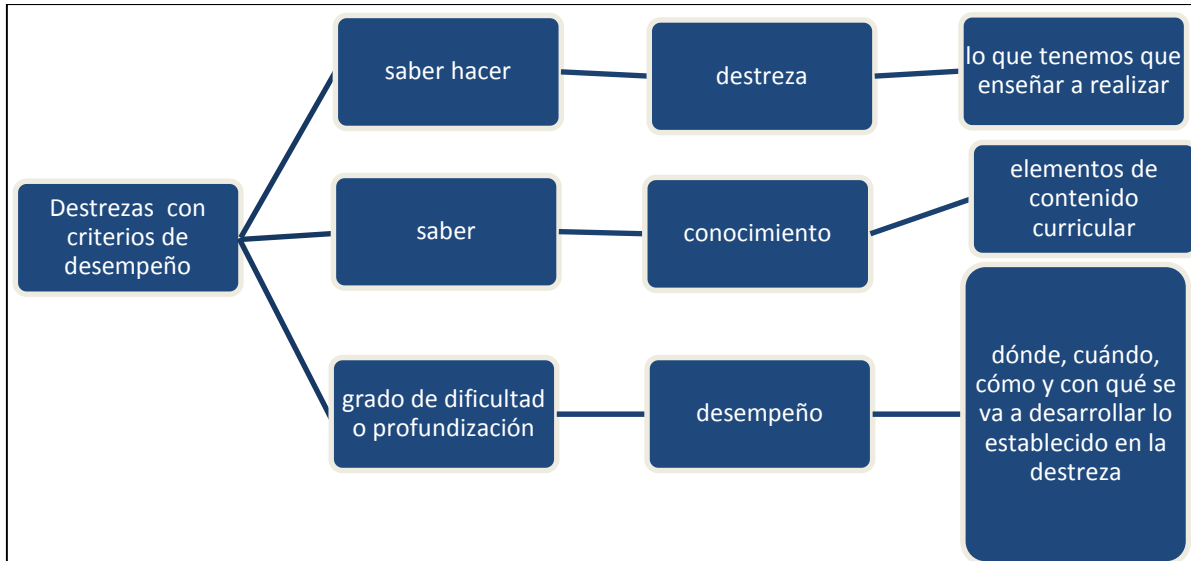 saber hacer
destreza
lo que tenemos que
enseñar a realizar
Destrezas con
criterios de
desempeño
saber
conocimiento
elementos de
contenido
curricular
grado de dificultad
o profundización
desempeño
dónde, cuándo,
cómo y con qué se
va a desarrollar lo
establecido en la
destreza